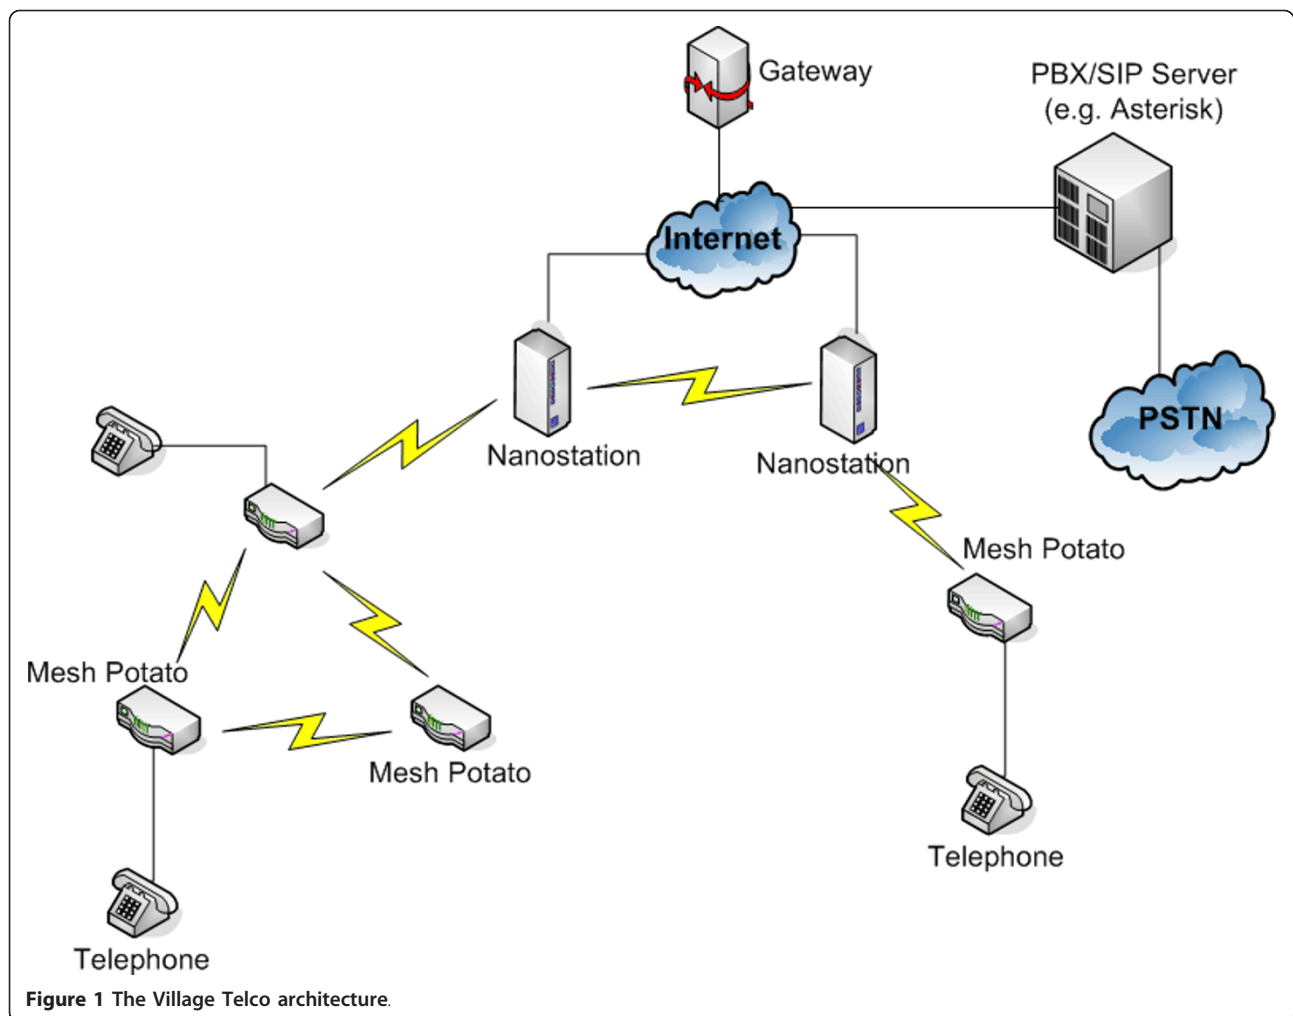 Gateway
PBX/SIP Server
(e.g. Asterisk)
Internet
PSTN
Nanostation
Nanostation
Mesh Potato
Mesh Potato
Mesh Potato
Telephone
Telephone
Figure 1 The Village Telco architecture.